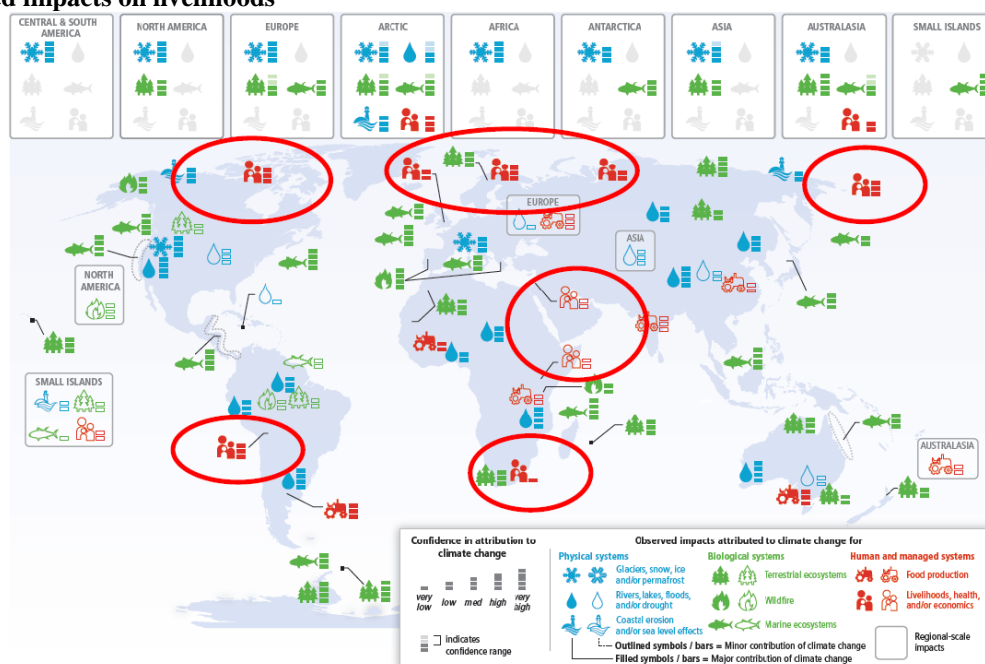 ed impacts on livelihoods
CENTRAL & SOUTH
AMERICA
NORTH AMERICA
EUROPE
ARCTIC
AFRICA
ANTARCTICA
ASIA
AUSTRALASIA
SMALL ISLANDS
EUROPE
ASIA
NORTH
AMERICA
SMALL ISLANDS
AUSTRALASIA
Confidence in attribution to
climate change
very
low
low
med
high
very
high
indicates
confidence range
Observed impacts attributed to climate change for
Physical systems
Glaciers, snow, ice
and/or permafrost
Rivers, lakes, floods,
and/or drought
Coastal erosion
and/or sea level effects
Biological systems
Terrestrial ecosystems
Wildfire
Marine ecosystems
Human and managed systems
Food production
Livelihoods, health,
and/or economics
Outlined symbols / bars = Minor contribution of climate change
Filled symbols / bars = Major contribution of climate change
Regional-scale
impacts